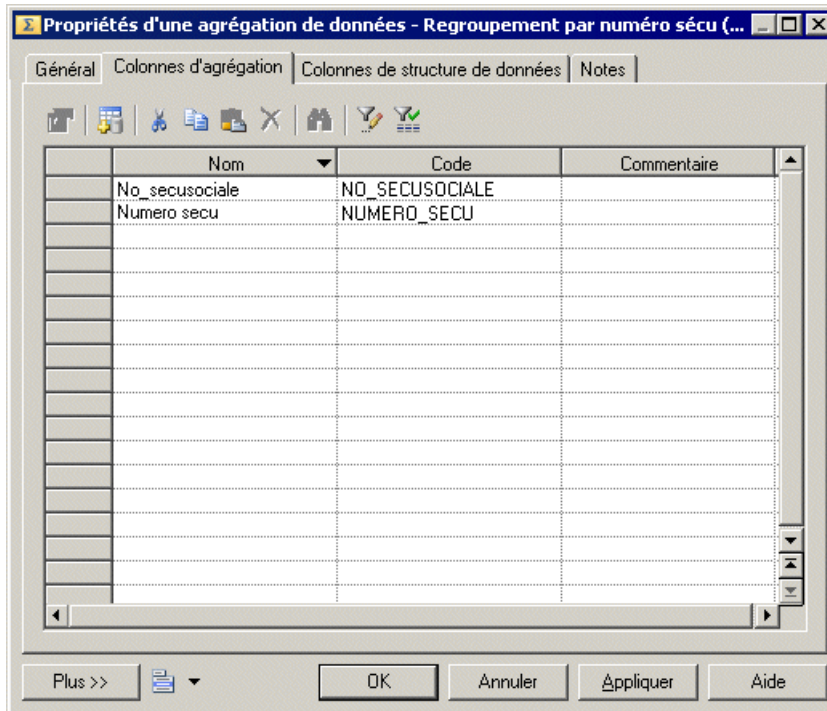 Propriétés d'une agrégation de données - Regroupement par numéro sécu (...
Général Colonnes d'agrégation Colonnes de structure de données Notes
Nom Code Commentaire
No_secusociale NO_SECUSOCIALE
Numero secu NUMERO_SECU
Plus >> OK Annuler Appliquer Aide